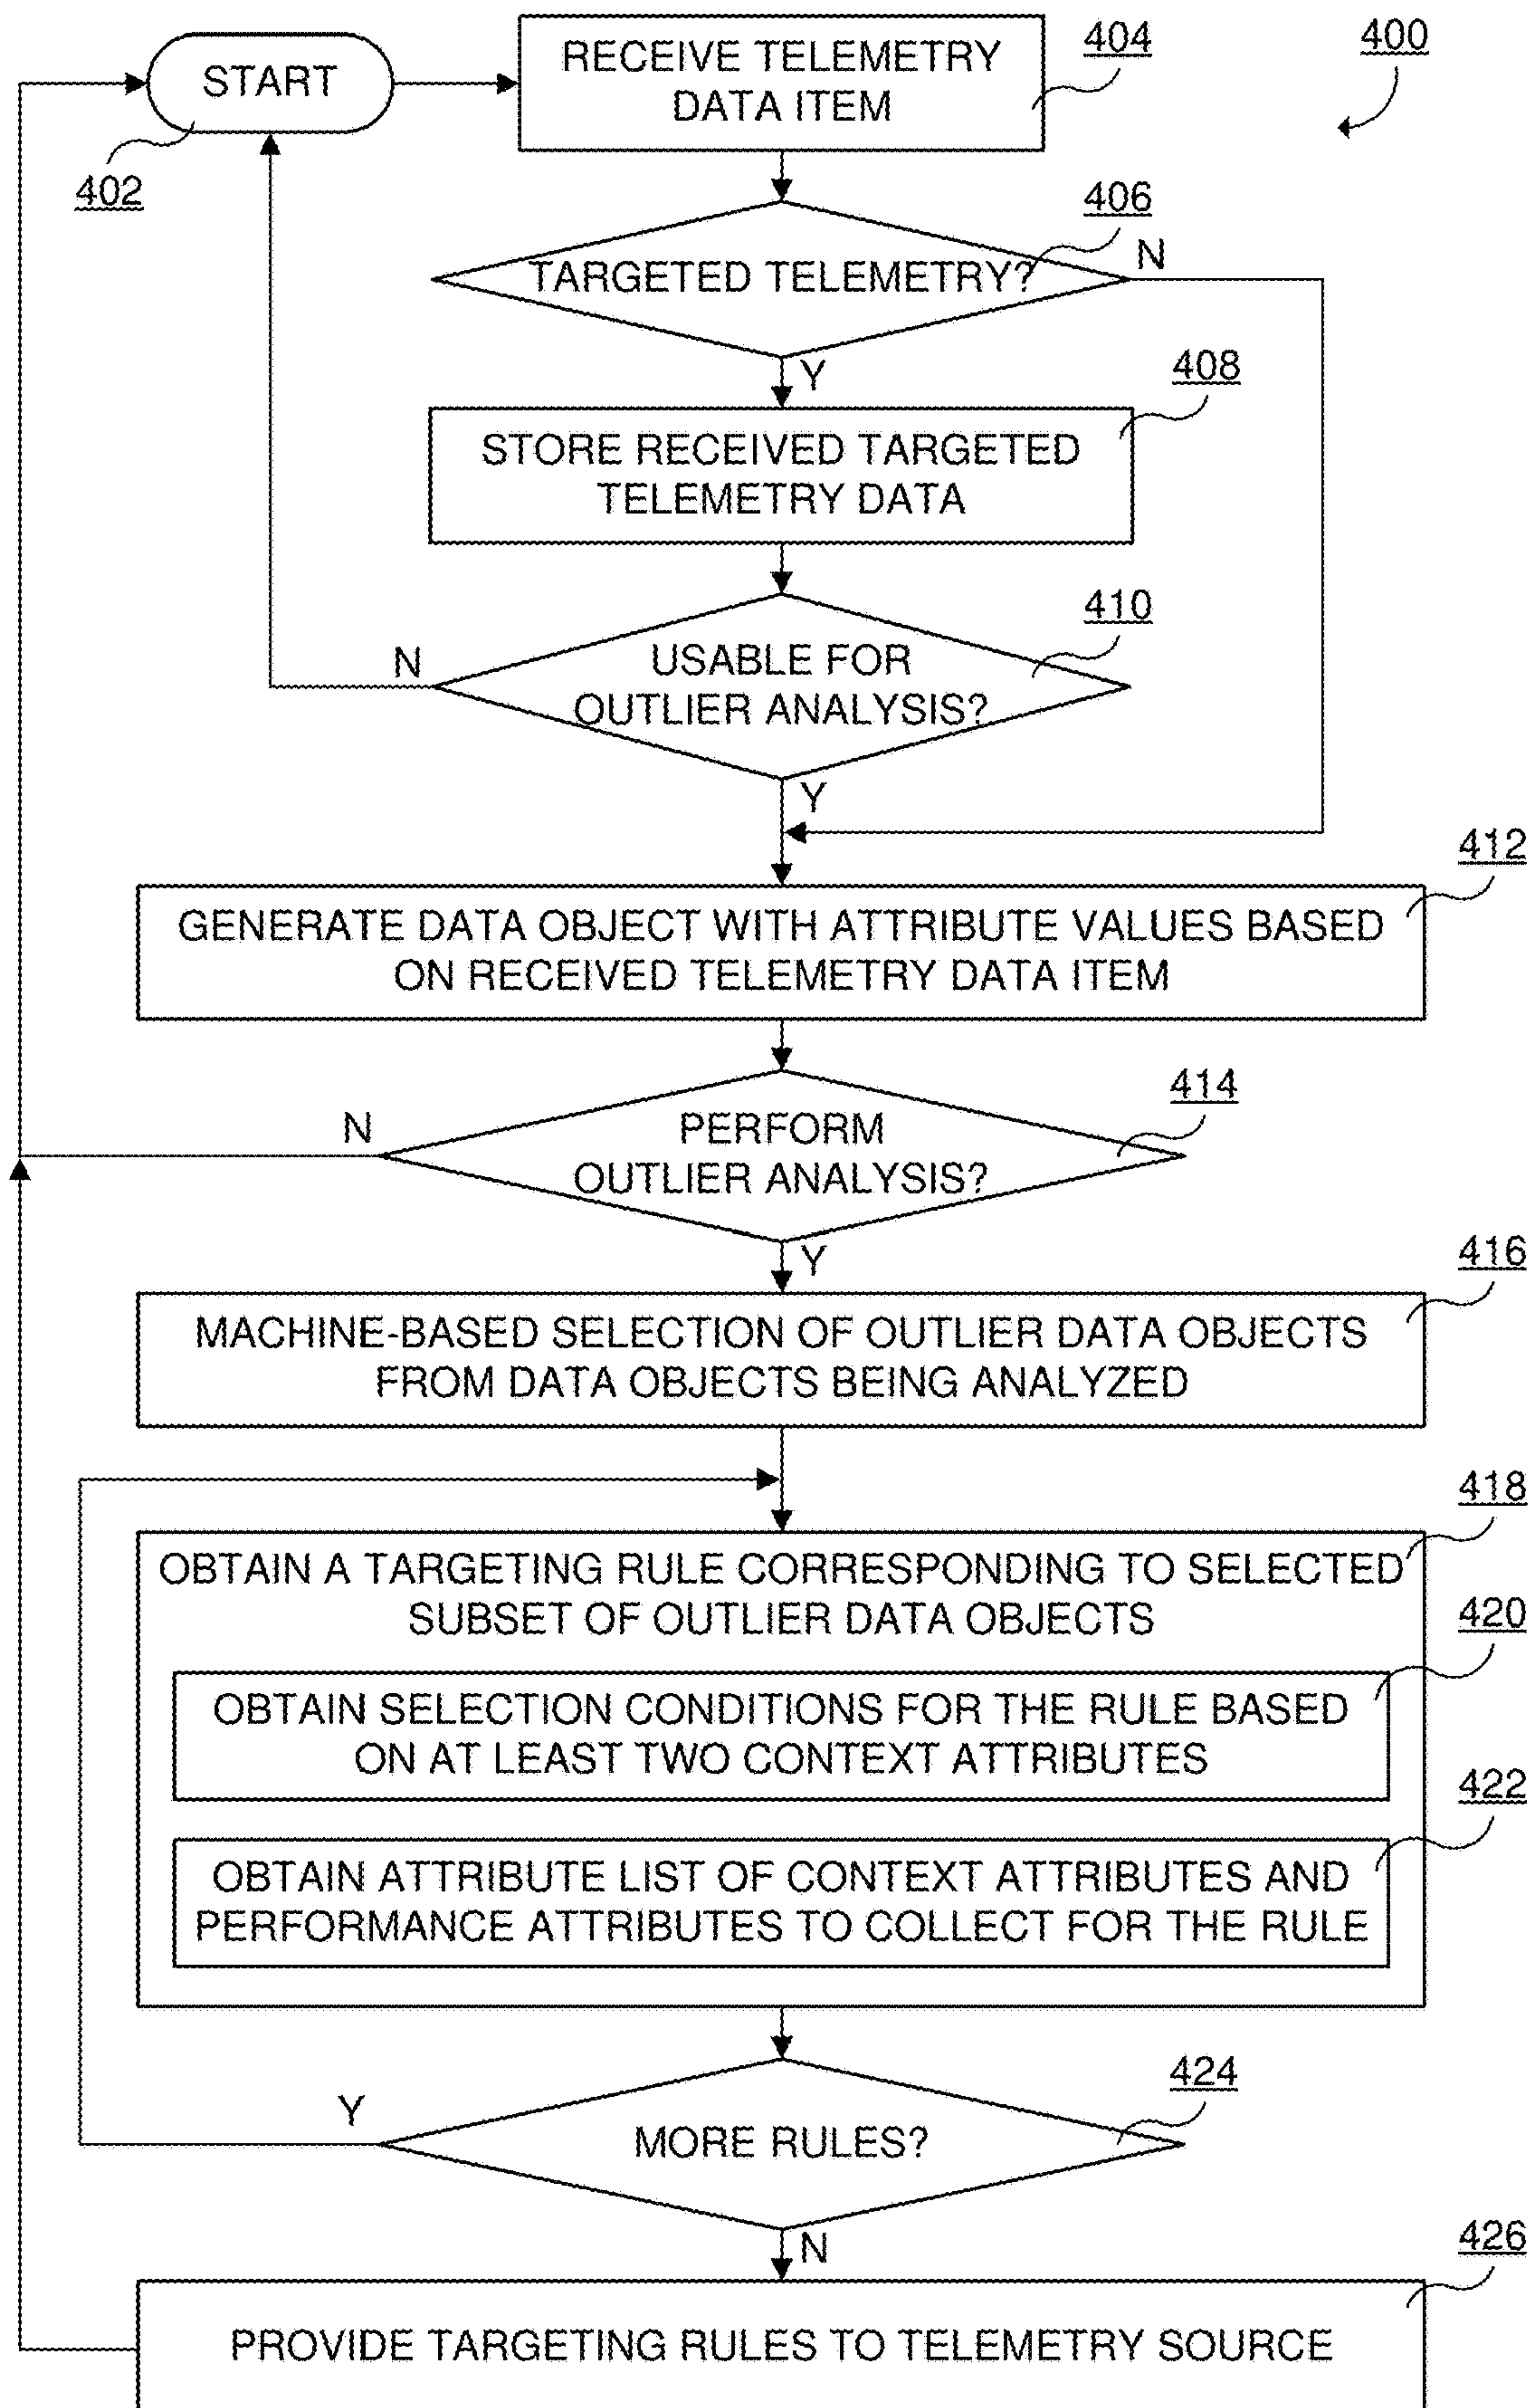 START
402
RECEIVE TELEMETRY
DATA ITEM
404
400
TARGETED TELEMETRY?
406
N
Y
STORE RECEIVED TARGETED
TELEMETRY DATA
408
USABLE FOR
OUTLIER ANALYSIS?
410
N
Y
GENERATE DATA OBJECT WITH ATTRIBUTE VALUES BASED
ON RECEIVED TELEMETRY DATA ITEM
412
PERFORM
OUTLIER ANALYSIS?
414
N
Y
MACHINE-BASED SELECTION OF OUTLIER DATA OBJECTS
FROM DATA OBJECTS BEING ANALYZED
416
OBTAIN A TARGETING RULE CORRESPONDING TO SELECTED
SUBSET OF OUTLIER DATA OBJECTS
418
OBTAIN SELECTION CONDITIONS FOR THE RULE BASED
ON AT LEAST TWO CONTEXT ATTRIBUTES
420
OBTAIN ATTRIBUTE LIST OF CONTEXT ATTRIBUTES AND
PERFORMANCE ATTRIBUTES TO COLLECT FOR THE RULE
422
MORE RULES?
424
Y
N
PROVIDE TARGETING RULES TO TELEMETRY SOURCE
426